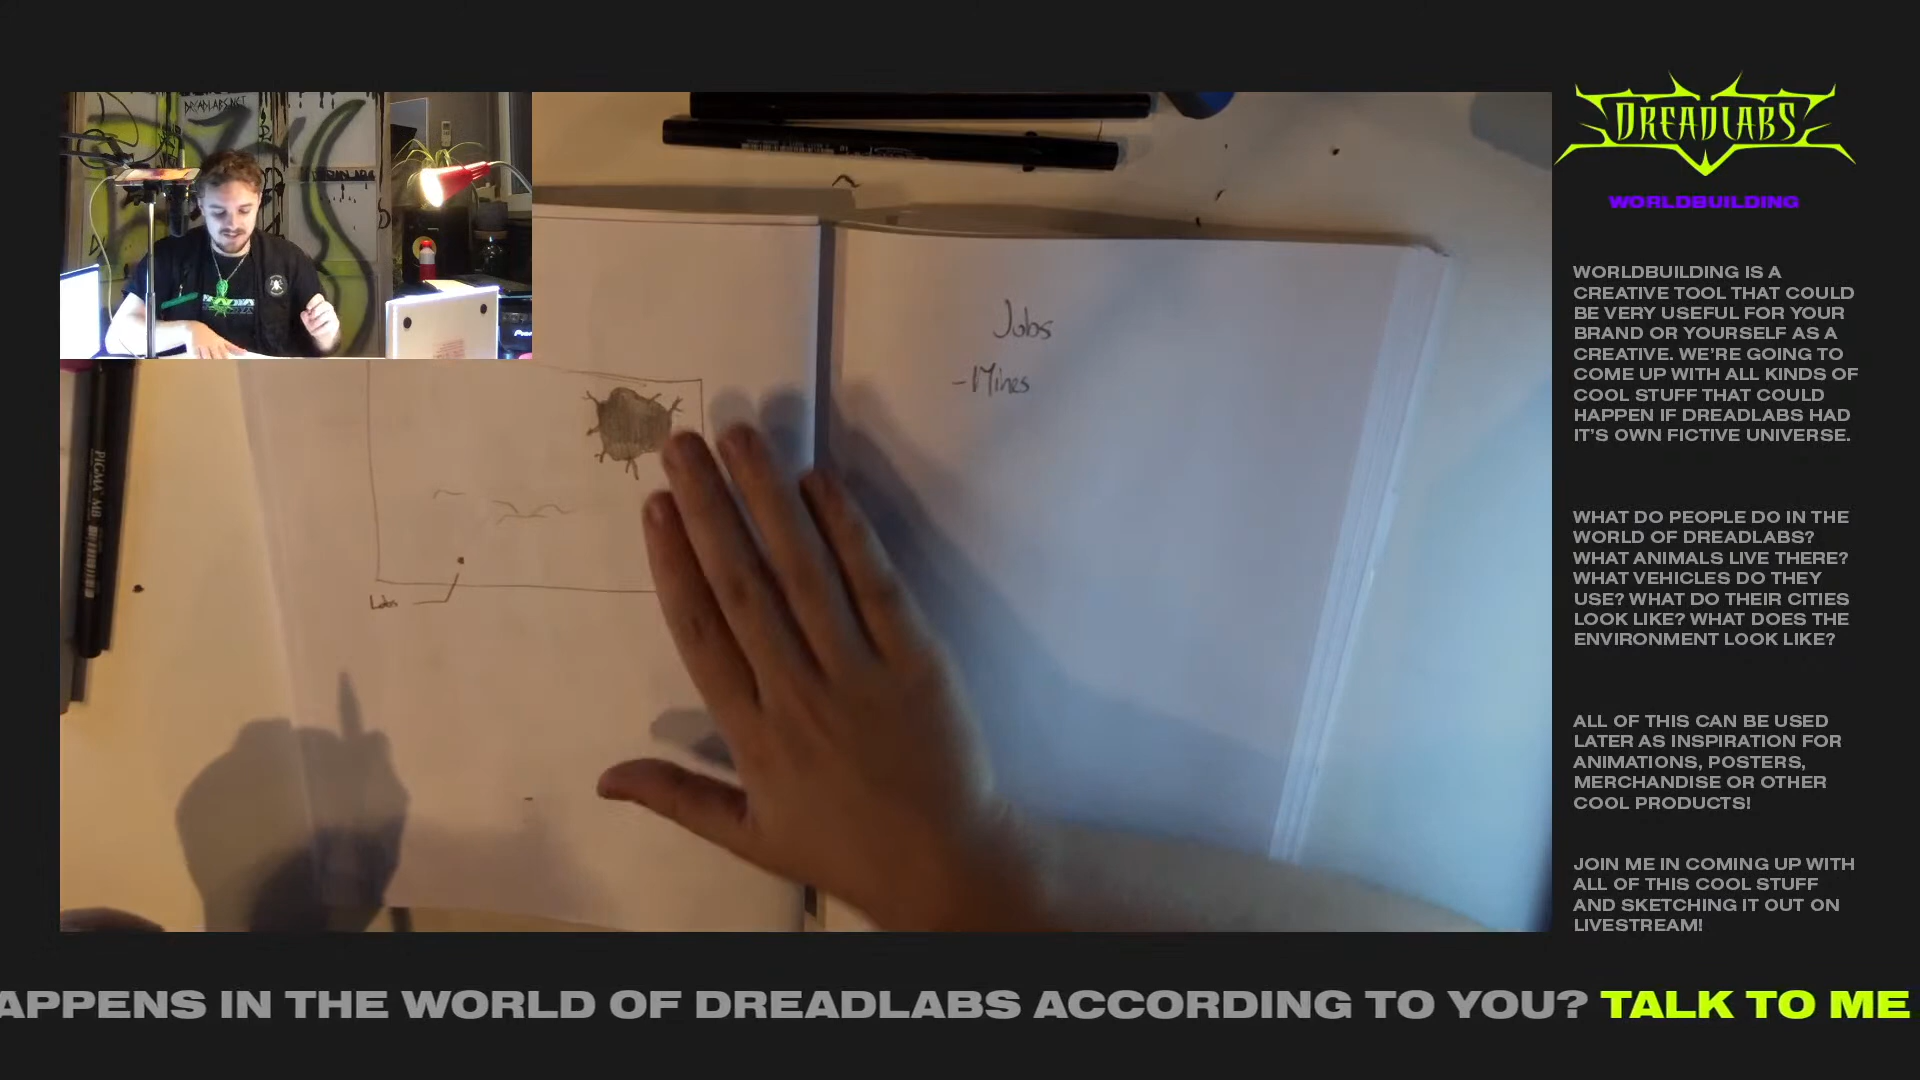 DREADLABS
WORLDBUILDING
WORLDBUILDING IS A
CREATIVE TOOL THAT COULD
BE VERY USEFUL FOR YOUR
BRAND OR YOURSELF AS A
CREATIVE. WE'RE GOING TO
COME UP WITH ALL KINDS OF
COOL STUFF THAT COULD
HAPPEN IF DREADLABS HAD
IT'S OWN FICTIVE UNIVERSE.
WHAT DO PEOPLE DO IN THE
WORLD OF DREADLABS?
WHAT ANIMALS LIVE THERE?
WHAT VEHICLES DO THEY
USE? WHAT DO THEIR CITIES
LOOK LIKE? WHAT DOES THE
ENVIRONMENT LOOK LIKE?
ALL OF THIS CAN BE USED
LATER AS INSPIRATION FOR
ANIMATIONS, POSTERS,
MERCHANDISE OR OTHER
COOL PRODUCTS!
JOIN ME IN COMING UP WITH
ALL OF THIS COOL STUFF
AND SKETCHING IT OUT ON
LIVESTREAM!
Jobs
- Mines
Labs
PIGMA MB
APPENS IN THE WORLD OF DREADLABS ACCORDING TO YOU? TALK TO ME